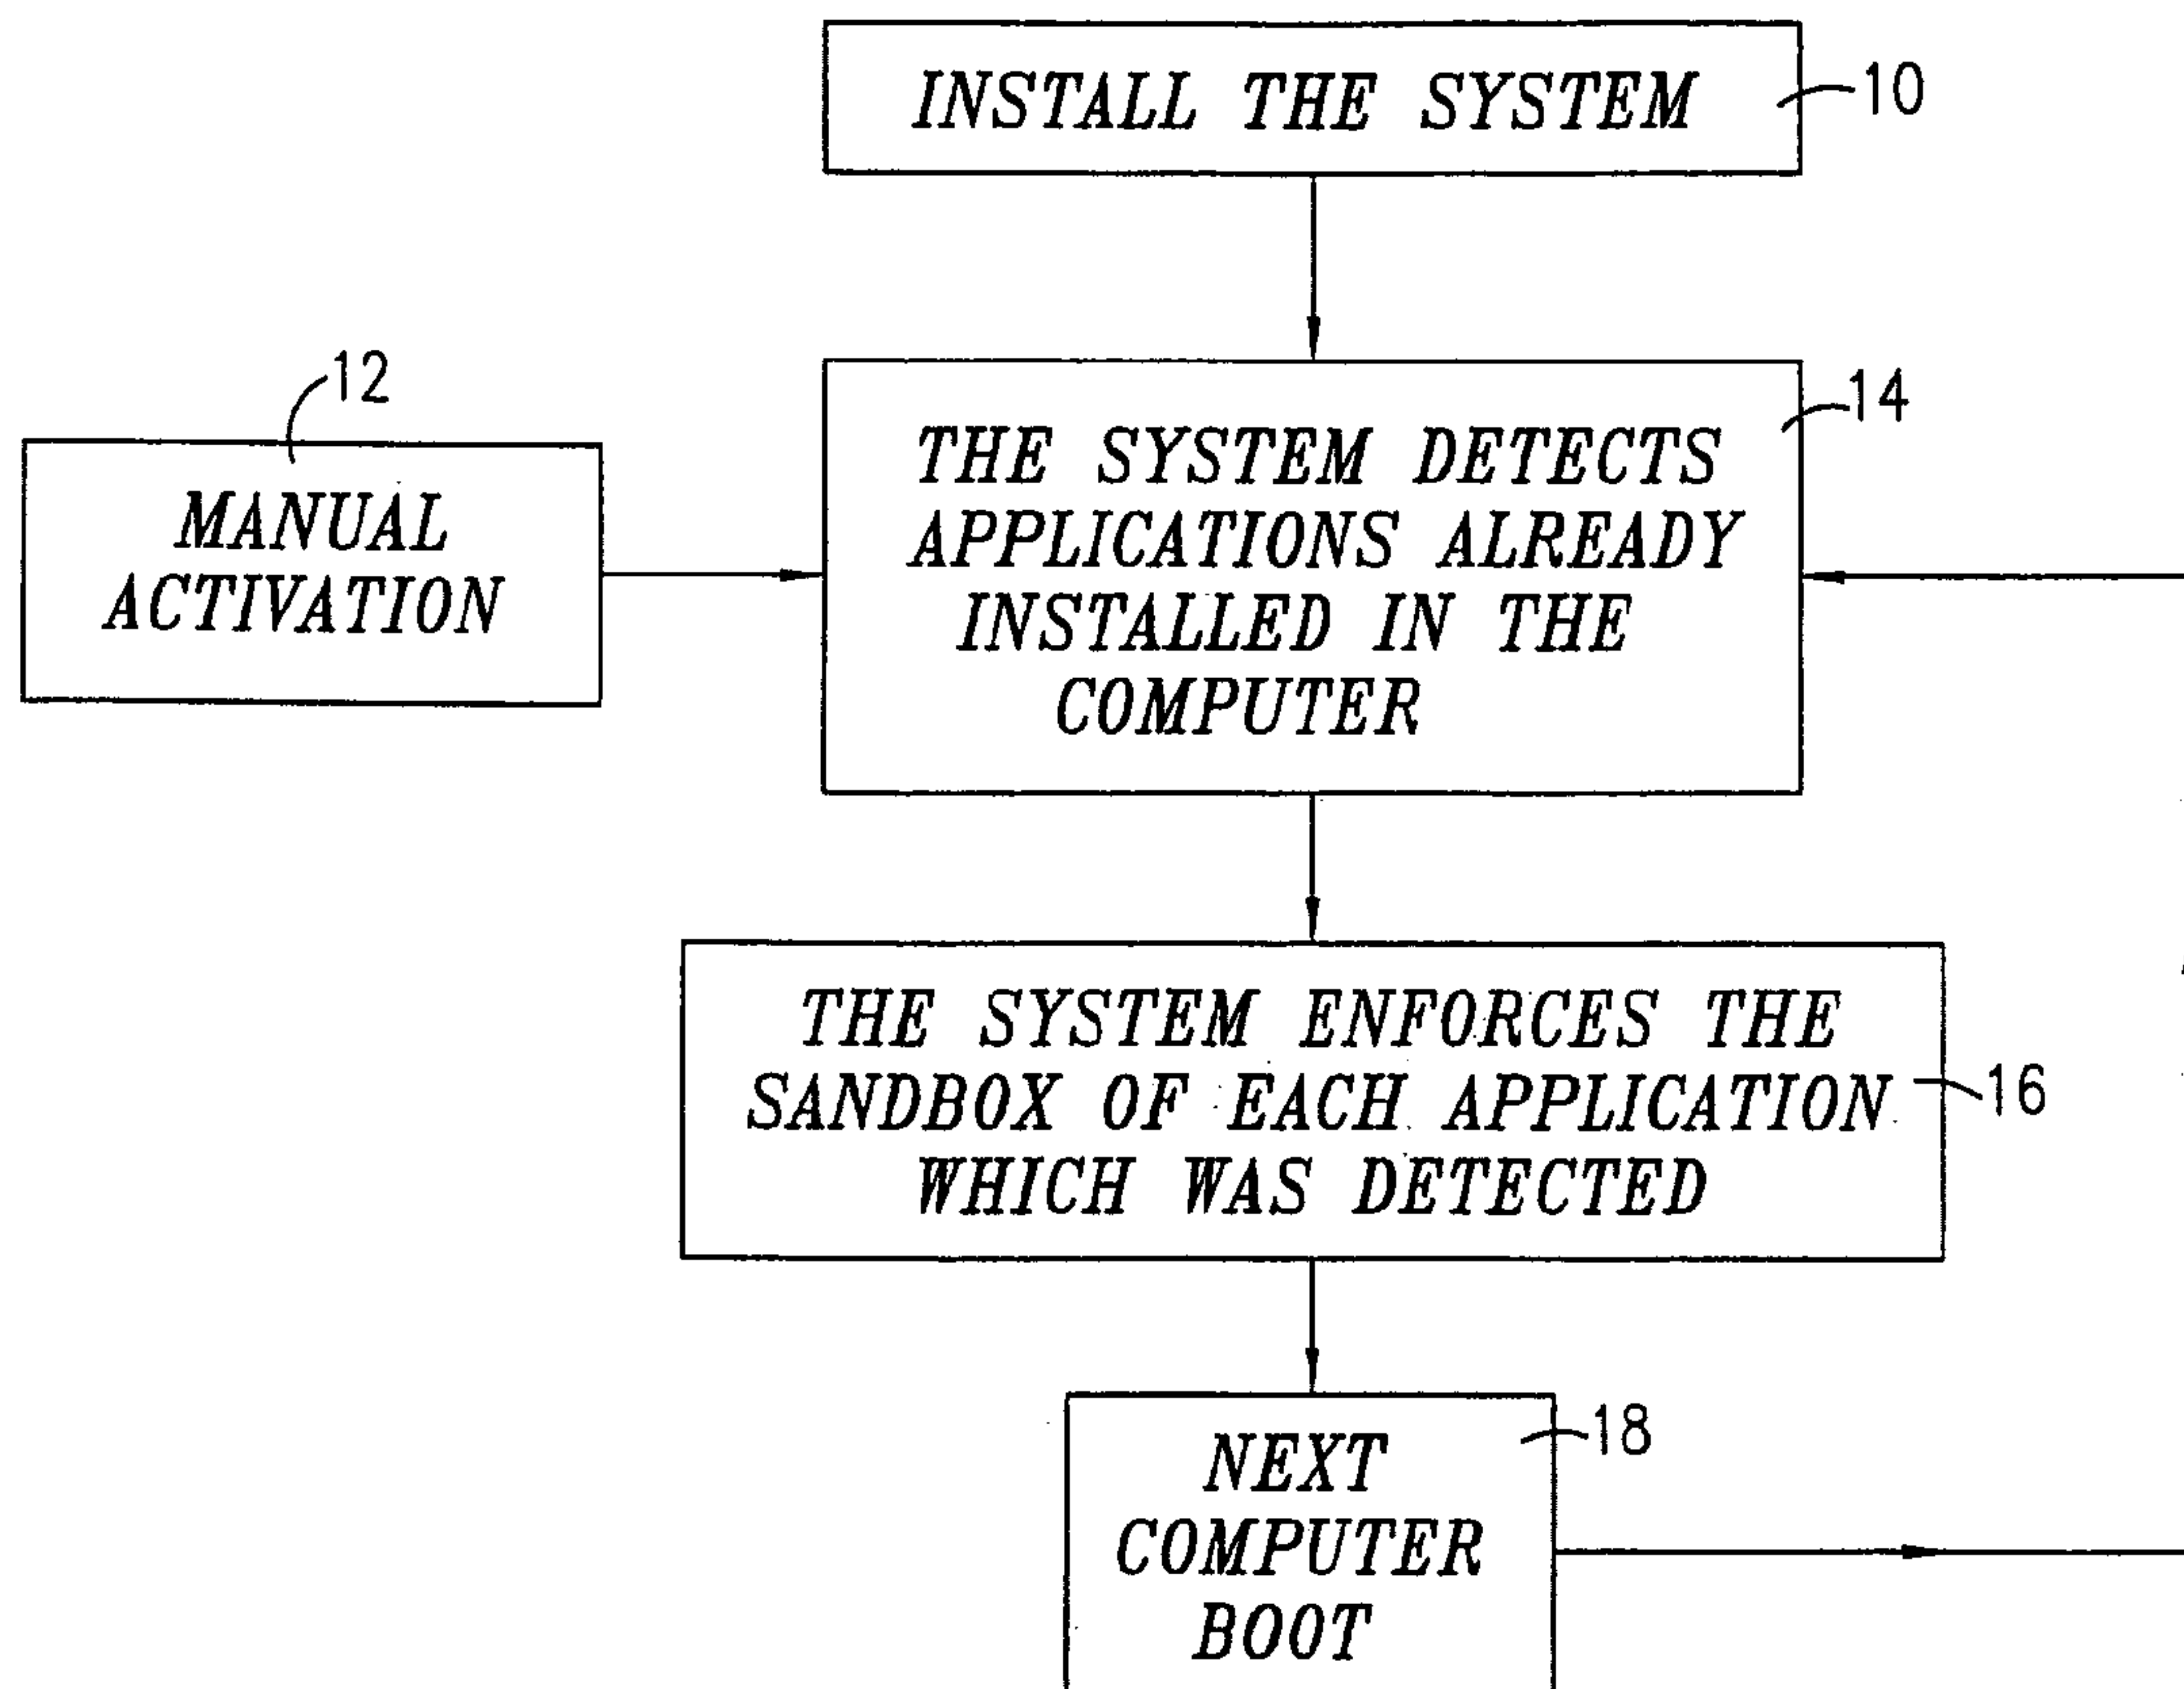 INSTALL THE SYSTEM
10
12
MANUAL
ACTIVATION
14
THE SYSTEM DETECTS
APPLICATIONS ALREADY
INSTALLED IN THE
COMPUTER
THE SYSTEM ENFORCES THE
SANDBOX OF EACH APPLICATION
WHICH WAS DETECTED
16
18
NEXT
COMPUTER
BOOT